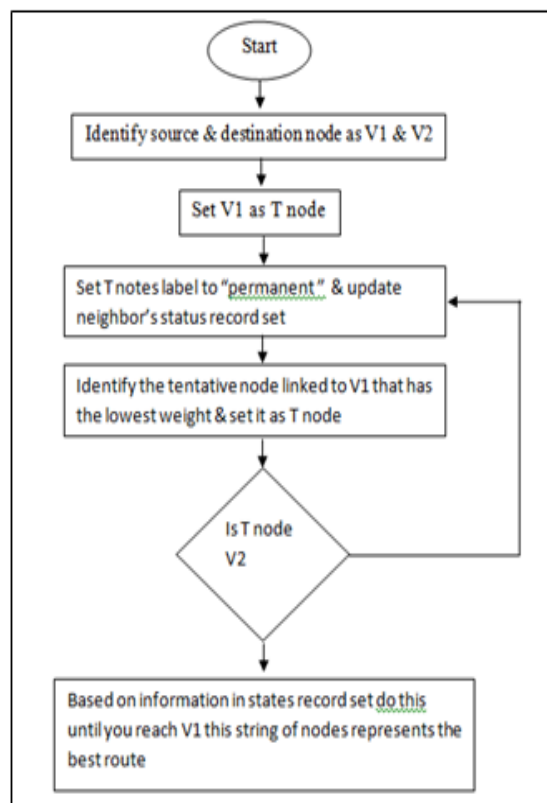 Start
Identify source & destination node as V1 & V2
Set V1 as T node
Set T notes label to "permanent" & update
neighbor's status record set
Identify the tentative node linked to V1 that has
the lowest weight & set it as T node
Is T node
V2
Based on information in states record set do this
until you reach V1 this string of nodes represents the
best route